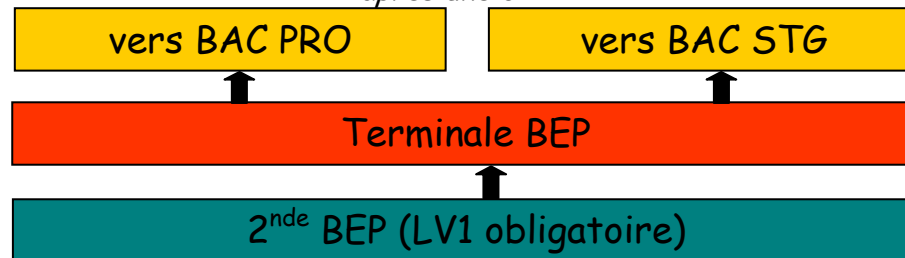 vers BAC PRO
vers BAC STG
Terminale BEP
2nde BEP (LV1 obligatoire)